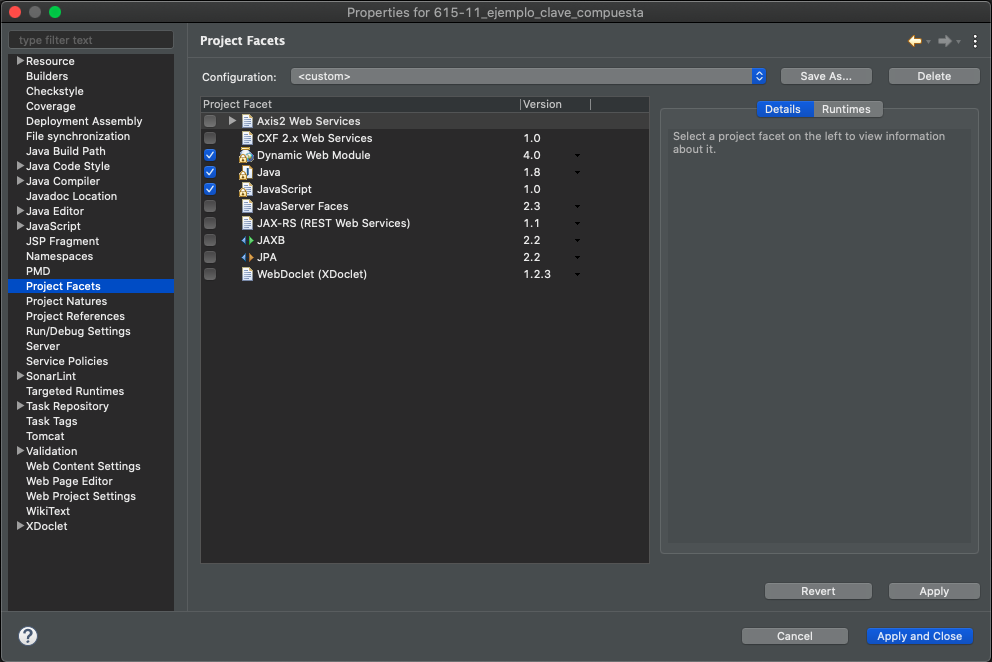 Properties for 615-11_ejemplo_clave_compuesta
type filter text
Resource
Builders
Checkstyle
Coverage
Deployment Assembly
File synchronization
Java Build Path
Java Code Style
Java Compiler
Javadoc Location
Java Editor
JavaScript
JSP Fragment
Namespaces
PMD
Project Facets
Project Natures
Project References
Run/Debug Settings
Server
Service Policies
SonarLint
Targeted Runtimes
Task Repository
Task Tags
Tomcat
Validation
Web Content Settings
Web Page Editor
Web Project Settings
WikiText
XDoclet
Project Facets
Configuration: <custom> Save As... Delete
Project Facet Version
Axis2 Web Services
CXF 2.x Web Services 1.0
Dynamic Web Module 4.0
Java 1.8
JavaScript 1.0
JavaServer Faces 2.3
JAX-RS (REST Web Services) 1.1
JAXB 2.2
JPA 2.2
WebDoclet (XDoclet) 1.2.3
Details Runtimes
Select a project facet on the left to view information
about it.
Revert Apply
? Cancel Apply and Close